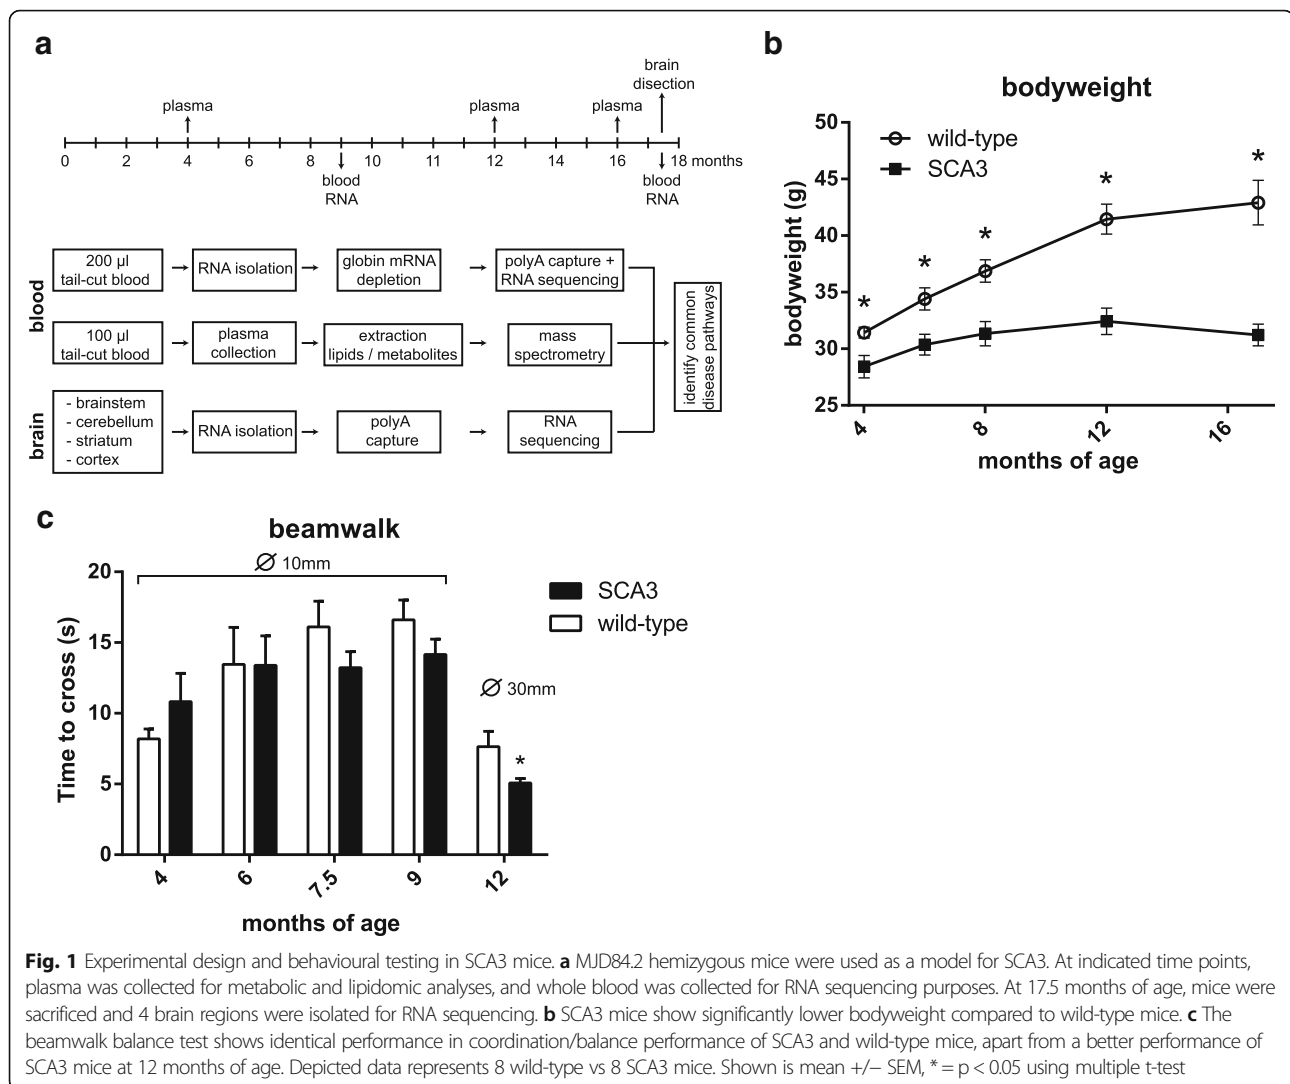 a
brain
disection
plasma
plasma
plasma
0 2 4 6 8 10 11 12 14 16 18 months
blood
RNA
blood
RNA
blood
200 µl
tail-cut blood
RNA isolation
globin mRNA
depletion
polyA capture +
RNA sequencing
100 µl
tail-cut blood
plasma
collection
extraction
lipids / metabolites
mass
spectrometry
identify common
disease pathways
brain
- brainstem
- cerebellum
- striatum
- cortex
RNA isolation
polyA
capture
RNA
sequencing
b
bodyweight
50
45
40
35
30
25
bodyweight (g)
wild-type
SCA3
* * * * *
4 8 12 16
months of age
c
beamwalk
Ø 10mm
20
15
10
5
0
Time to cross (s)
SCA3
wild-type
Ø 30mm
*
4 6 7.5 9 12
months of age
Fig. 1 Experimental design and behavioural testing in SCA3 mice. a MJD84.2 hemizygous mice were used as a model for SCA3. At indicated time points,
plasma was collected for metabolic and lipidomic analyses, and whole blood was collected for RNA sequencing purposes. At 17.5 months of age, mice were
sacrificed and 4 brain regions were isolated for RNA sequencing. b SCA3 mice show significantly lower bodyweight compared to wild-type mice. c The
beamwalk balance test shows identical performance in coordination/balance performance of SCA3 and wild-type mice, apart from a better performance of
SCA3 mice at 12 months of age. Depicted data represents 8 wild-type vs 8 SCA3 mice. Shown is mean +/− SEM, * = p < 0.05 using multiple t-test